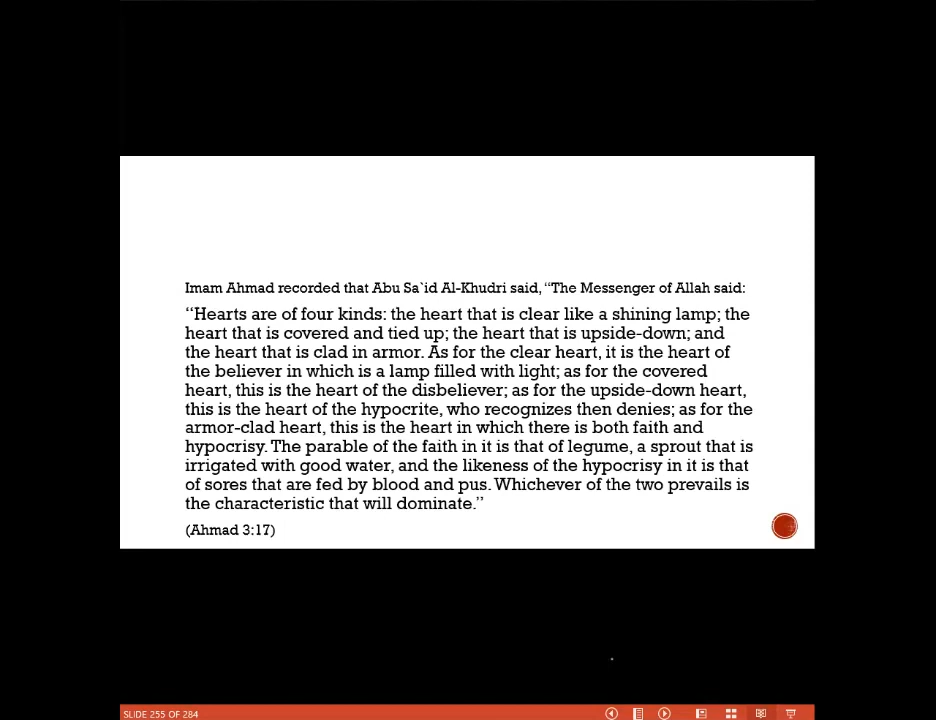 Imam Ahmad recorded that Abu Sa`id Al-Khudri said, “The Messenger of Allah said:
“Hearts are of four kinds: the heart that is clear like a shining lamp; the
heart that is covered and tied up; the heart that is upside-down; and
the heart that is clad in armor. As for the clear heart, it is the heart of
the believer in which is a lamp filled with light; as for the covered
heart, this is the heart of the disbeliever; as for the upside-down heart,
this is the heart of the hypocrite, who recognizes then denies; as for the
armor-clad heart, this is the heart in which there is both faith and
hypocrisy. The parable of the faith in it is that of legume, a sprout that is
irrigated with good water, and the likeness of the hypocrisy in it is that
of sores that are fed by blood and pus. Whichever of the two prevails is
the characteristic that will dominate.”
(Ahmad 3:17)
SLIDE 255 OF 284